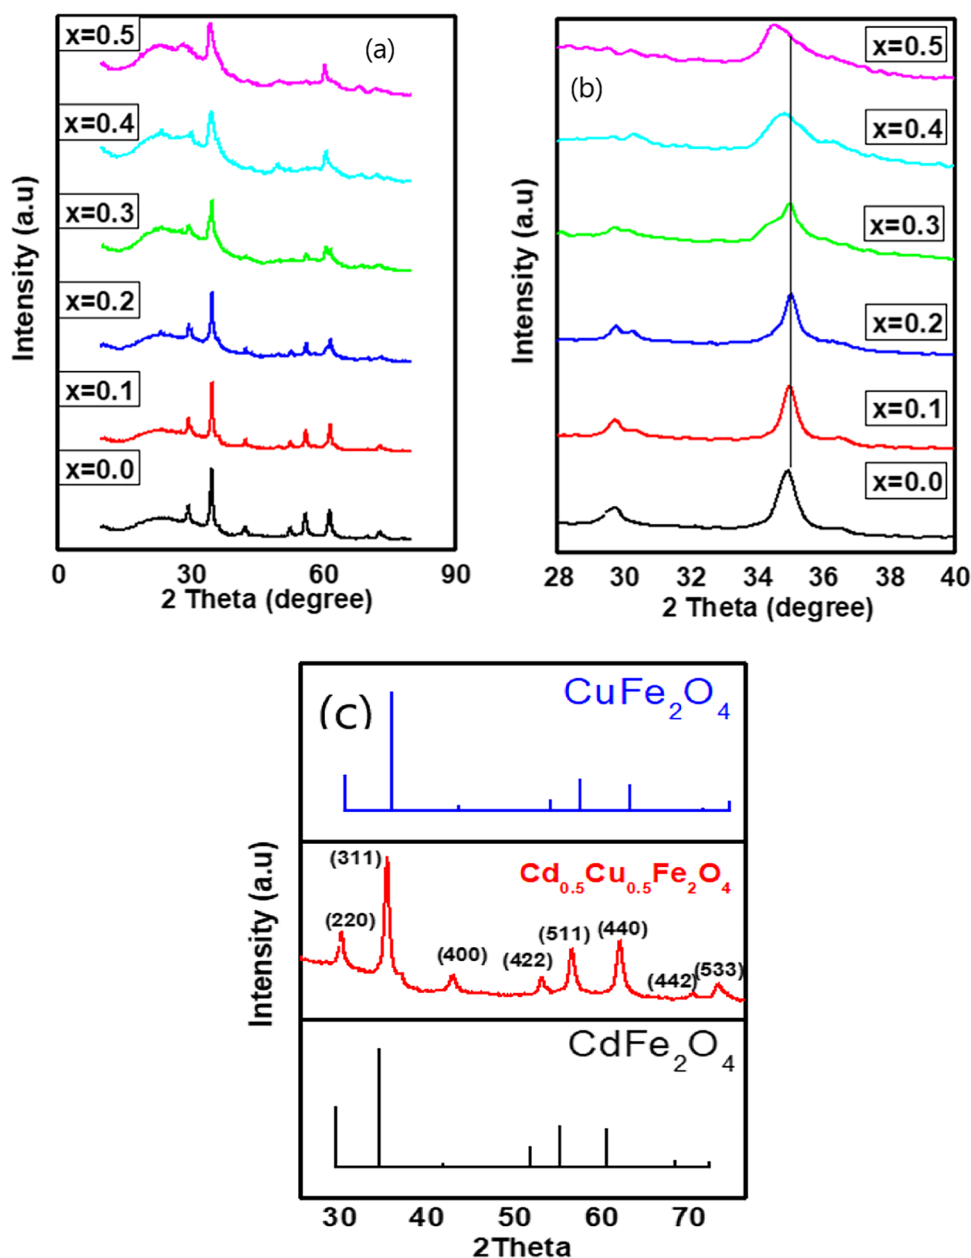 x=0.5
(a)
x=0.4
x=0.3
x=0.2
x=0.1
x=0.0
Intensity (a.u)
0 30 60 90
2 Theta (degree)
x=0.5
(b)
x=0.4
x=0.3
x=0.2
x=0.1
x=0.0
Intensity (a.u)
28 30 32 34 36 38 40
2 Theta (degree)
(c)
CuFe₂O₄
(311)
Cd₀.₅Cu₀.₅Fe₂O₄
(220)
(400)
(422)
(511)
(440)
(442)
(533)
CdFe₂O₄
Intensity (a.u)
30 40 50 60 70
2Theta